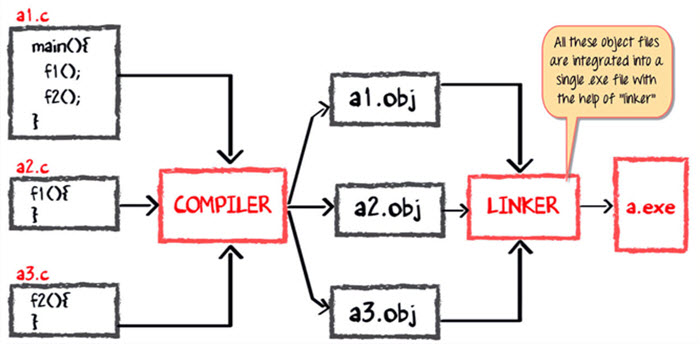 a1.c
main(){
f1();
f2();
}
a2.c
f1(){
}
a3.c
f2(){
}
COMPILER
a1.obj
a2.obj
a3.obj
LINKER
All these object files
are integrated into a
single .exe file with
the help of "linker"
a.exe